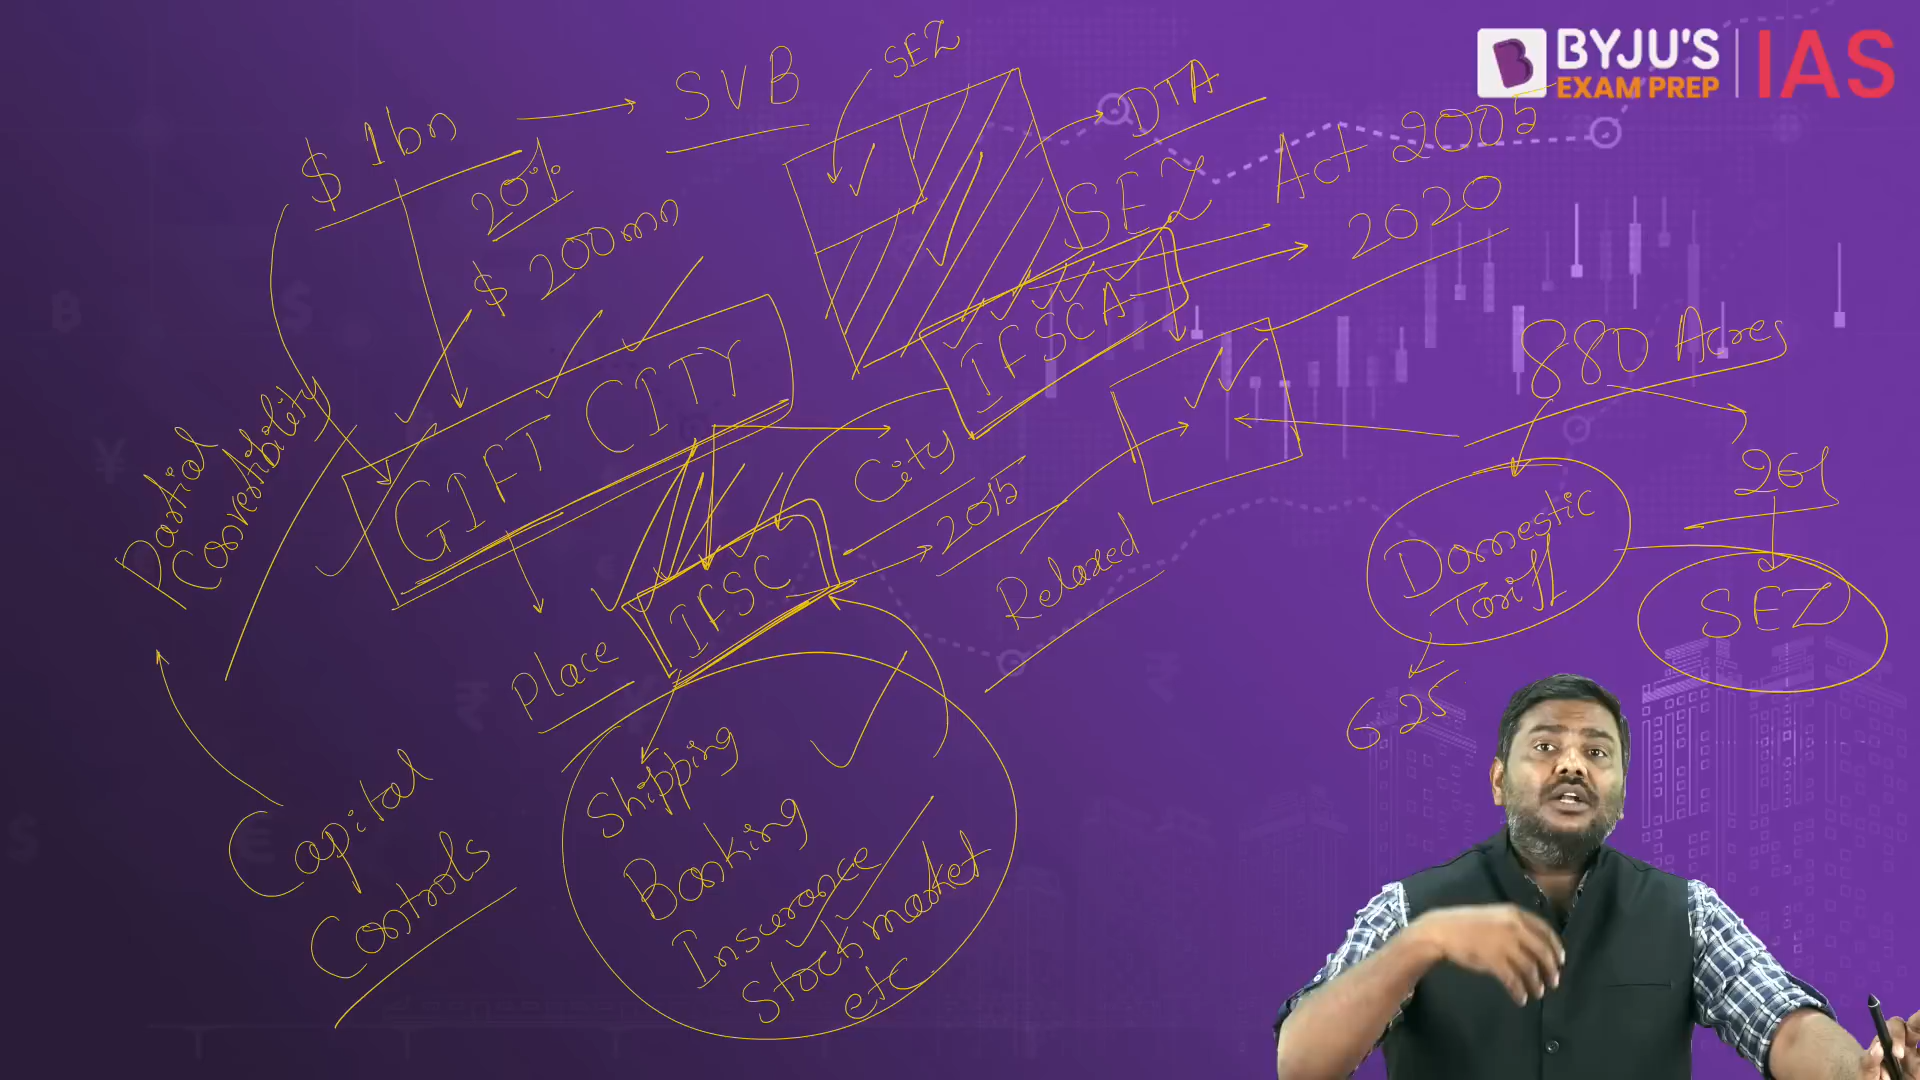 BYJU'S
EXAM PREP
IAS
SEZ
SVB
$ 1bn
20%
$ 200mn
DTA
SEZ Act 2005
2020
IFSCA
GIFT CITY
880 Acres
Domestic
Tariff
261
SEZ
625
City
2015
IFSC
Place
Relaxed
Partial
Convertibility
Capital
Controls
Shipping
Banking
Insurance
Stock market
etc